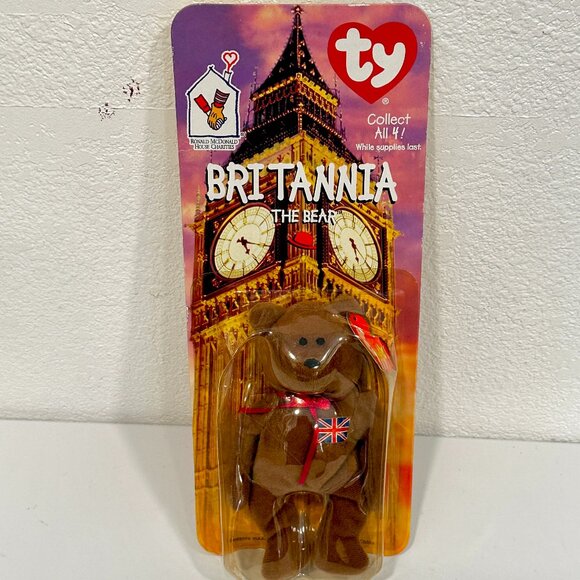 ty
®
Collect
All 4!
While supplies last.
RONALD McDONALD
HOUSE CHARITIES
BRITANNIA
THE BEAR